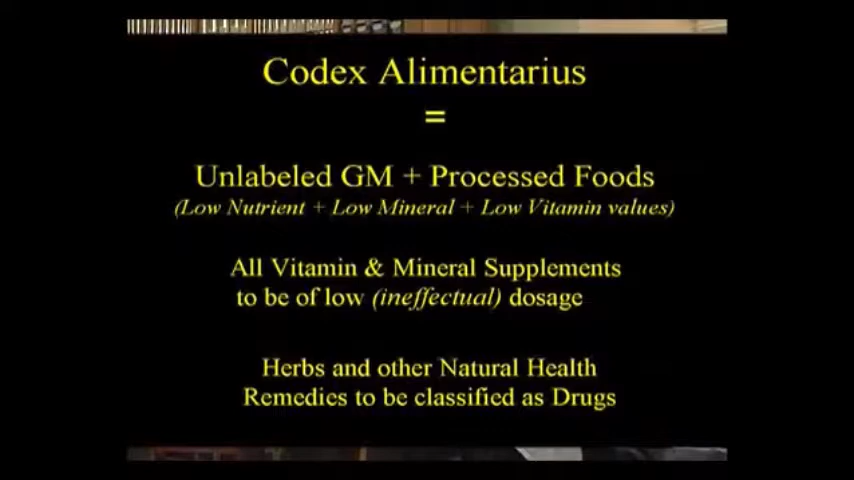 Codex Alimentarius
=
Unlabeled GM + Processed Foods
(Low Nutrient + Low Mineral + Low Vitamin values)
All Vitamin & Mineral Supplements
to be of low (ineffectual) dosage
Herbs and other Natural Health
Remedies to be classified as Drugs